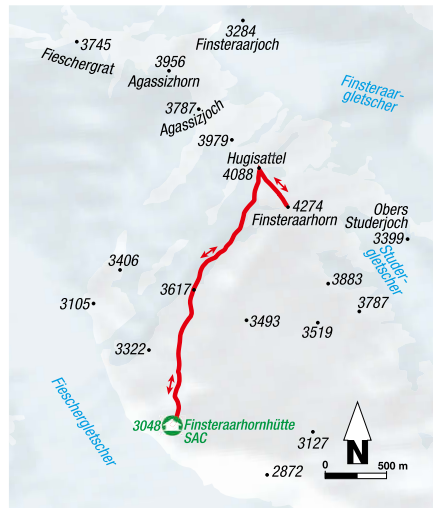 3284
Finsteraarjoch
3745
Fieschergrat
3956
Agassizhorn
3787
Agassizjoch
Finsteraar-
gletscher
3979
Hugisattel
4088
4274
Finsteraarhorn
Obers
Studerjoch
3399
Studer-
gletscher
3406
3617
3883
3105
3787
3493
3519
3322
Fieschergletscher
3048
Finsteraarhornhütte
SAC
3127
2872
N
0
500 m